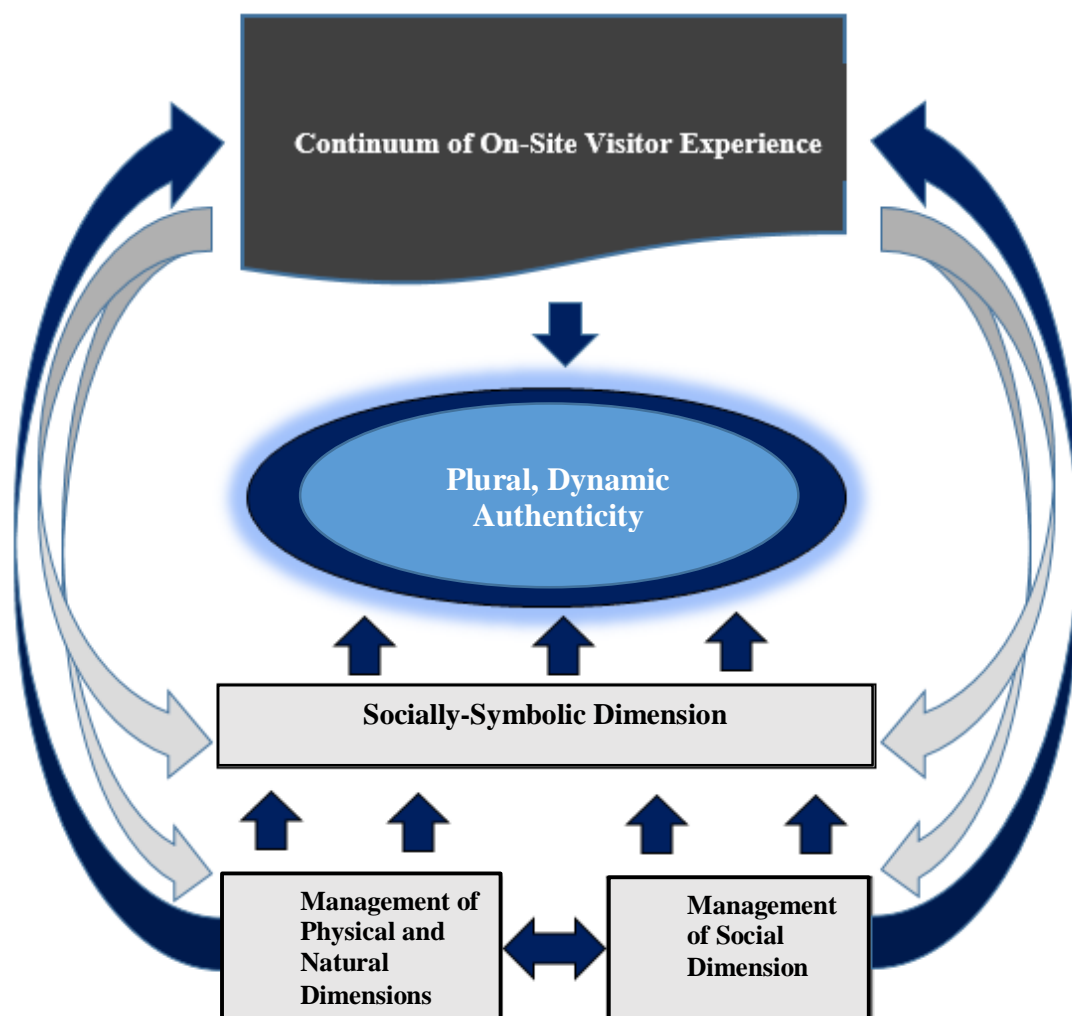 Continuum of On-Site Visitor Experience
Plural, Dynamic
Authenticity
Socially-Symbolic Dimension
Management of
Physical and
Natural
Dimensions
Management
of Social
Dimension